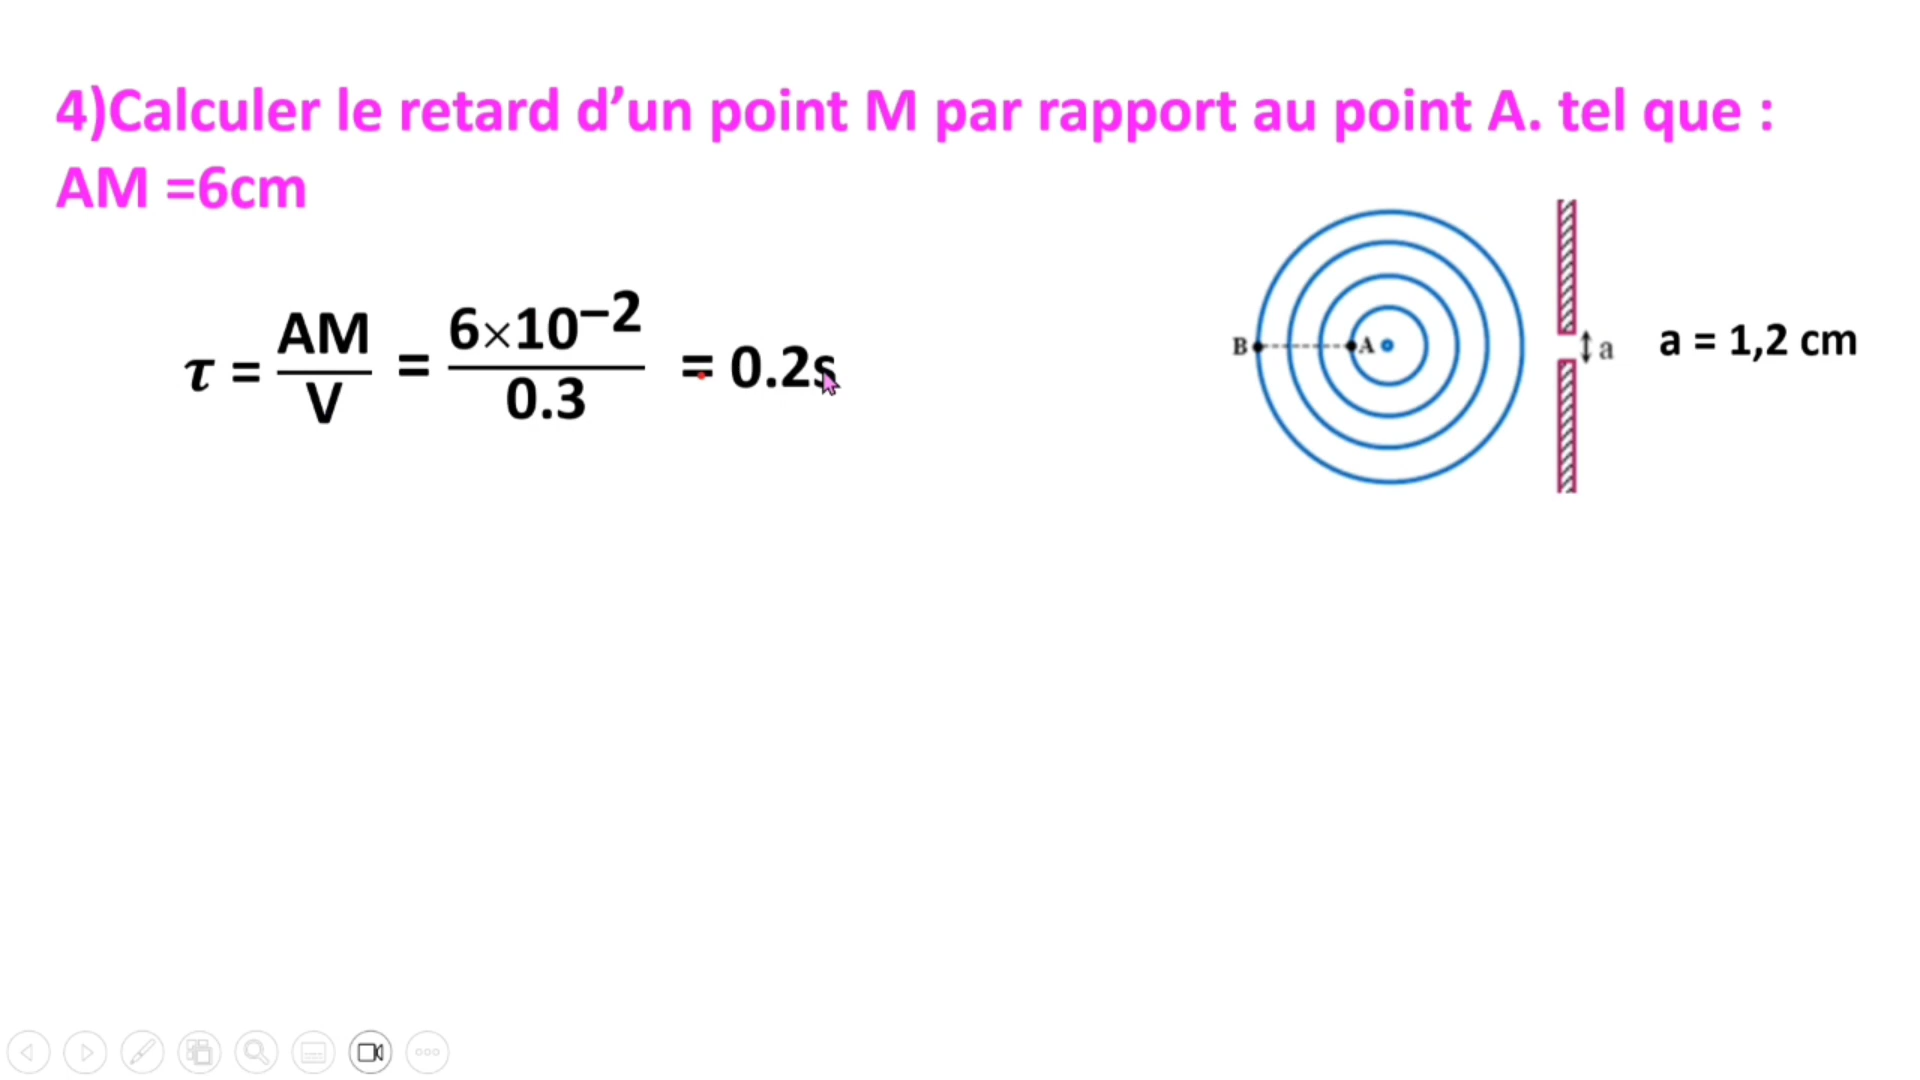 4)Calculer le retard d’un point M par rapport au point A. tel que :
AM =6cm
τ = AM/V = 6×10⁻²/0.3 = 0.2s
B A a a = 1,2 cm